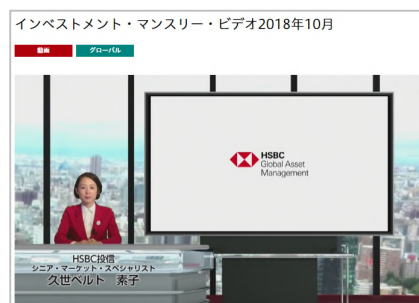 インベストメント・マンスリー・ビデオ2018年10月
動画
グローバル
HSBC
Global Asset
Management
HSBC投信
シニア・マーケット・スペシャリスト
久世ベルト 素子